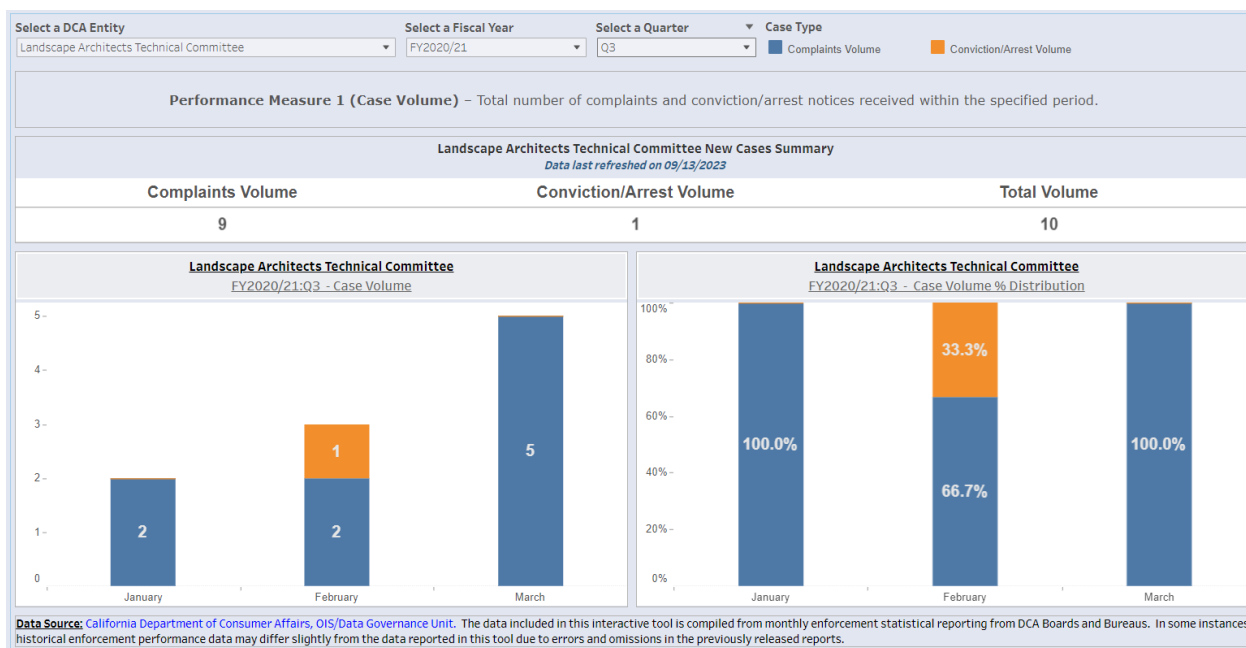 Select a DCA Entity
Select a Fiscal Year
Select a Quarter
Case Type
Landscape Architects Technical Committee
FY2020/21
Q3
Complaints Volume
Conviction/Arrest Volume
Performance Measure 1 (Case Volume) – Total number of complaints and conviction/arrest notices received within the specified period.
Landscape Architects Technical Committee New Cases Summary
Data last refreshed on 09/13/2023
Complaints Volume
Conviction/Arrest Volume
Total Volume
9
1
10
Landscape Architects Technical Committee
FY2020/21:Q3 - Case Volume
5
4
3
2
1
0
2
1
2
5
January
February
March
Landscape Architects Technical Committee
FY2020/21:Q3 - Case Volume % Distribution
100%
80%
60%
40%
20%
0%
100.0%
33.3%
66.7%
100.0%
January
February
March
Data Source: California Department of Consumer Affairs, OIS/Data Governance Unit. The data included in this interactive tool is compiled from monthly enforcement statistical reporting from DCA Boards and Bureaus. In some instances
historical enforcement performance data may differ slightly from the data reported in this tool due to errors and omissions in the previously released reports.